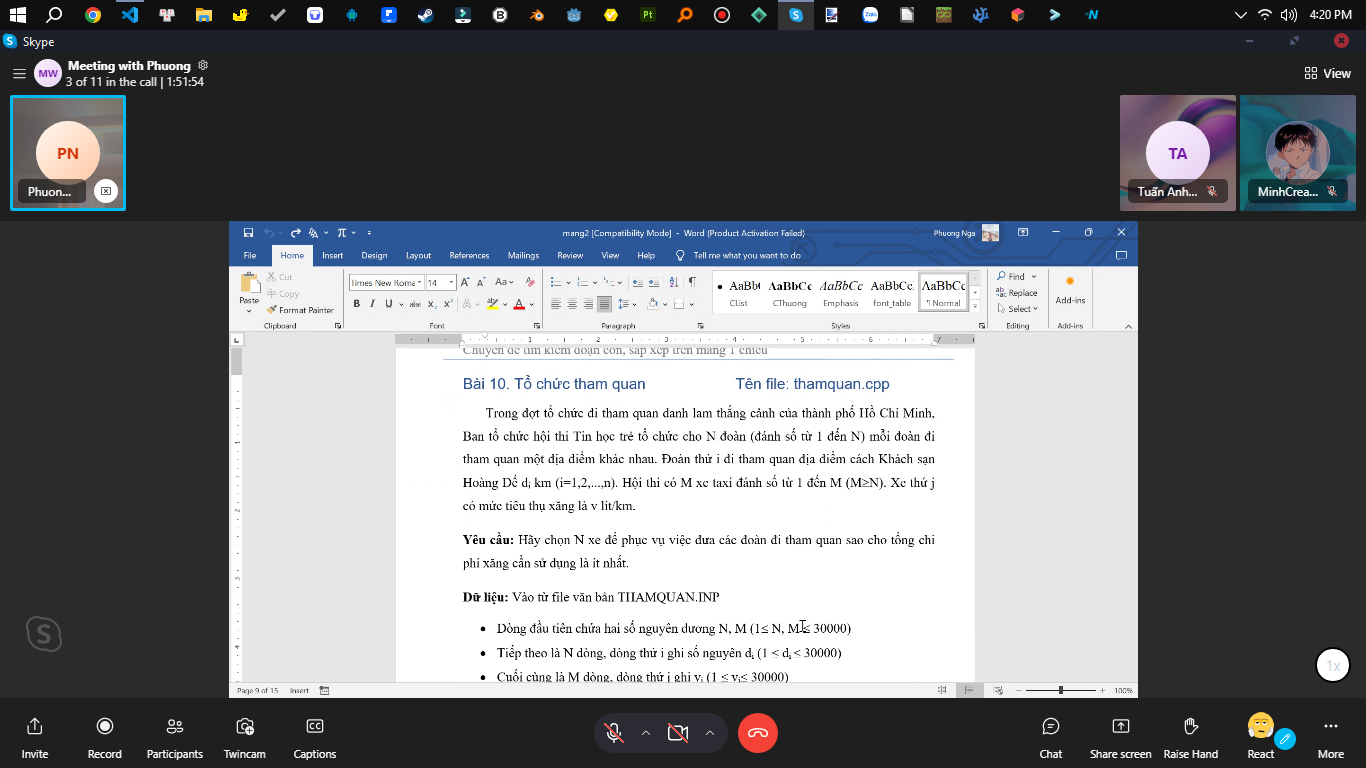 4:20 PM
Skype
MW
Meeting with Phuong
3 of 11 in the call | 1:51:54
View
PN
Phuon...
TA
Tuấn Anh...
MinhCrea...
mang2 [Compatibility Mode] - Word (Product Activation Failed)
Phuong Nga
File Home Insert Design Layout References Mailings Review View Help Tell me what you want to do
Paste
Cut
Copy
Format Painter
Clipboard
Times New Roma 14
Font
Paragraph
AaBb( AaBbCc AaBbCc AaBbCc. AaBbCc
CList CThuong Emphasis font_table ¶ Normal
Styles
Find
Replace
Select
Editing
Add-ins
Add-ins
Chuyên đề tìm kiếm đoạn con, sắp xếp trên mảng 1 chiều
Bài 10. Tổ chức tham quan Tên file: thamquan.cpp
Trong đợt tổ chức đi tham quan danh lam thắng cảnh của thành phố Hồ Chí Minh,
Ban tổ chức hội thi Tin học trẻ tổ chức cho N đoàn (đánh số từ 1 đến N) mỗi đoàn đi
tham quan một địa điểm khác nhau. Đoàn thứ i đi tham quan địa điểm cách Khách sạn
Hoàng Dế di km (i=1,2,...,n). Hội thi có M xe taxi đánh số từ 1 đến M (M≥N). Xe thứ j
có mức tiêu thụ xăng là v lít/km.
Yêu cầu: Hãy chọn N xe để phục vụ việc đưa các đoàn đi tham quan sao cho tổng chi
phí xăng cần sử dụng là ít nhất.
Dữ liệu: Vào từ file văn bản THAMQUAN.INP
• Dòng đầu tiên chứa hai số nguyên dương N, M (1≤ N, M≤ 30000)
• Tiếp theo là N dòng, dòng thứ i ghi số nguyên di (1 ≤ di ≤ 30000)
• Cuối cùng là M dòng, dòng thứ j ghi vj (1 ≤ vj≤ 30000)
Page 9 of 15 Insert 100%
1x
Invite Record Participants Twincam Captions Chat Share screen Raise Hand React More